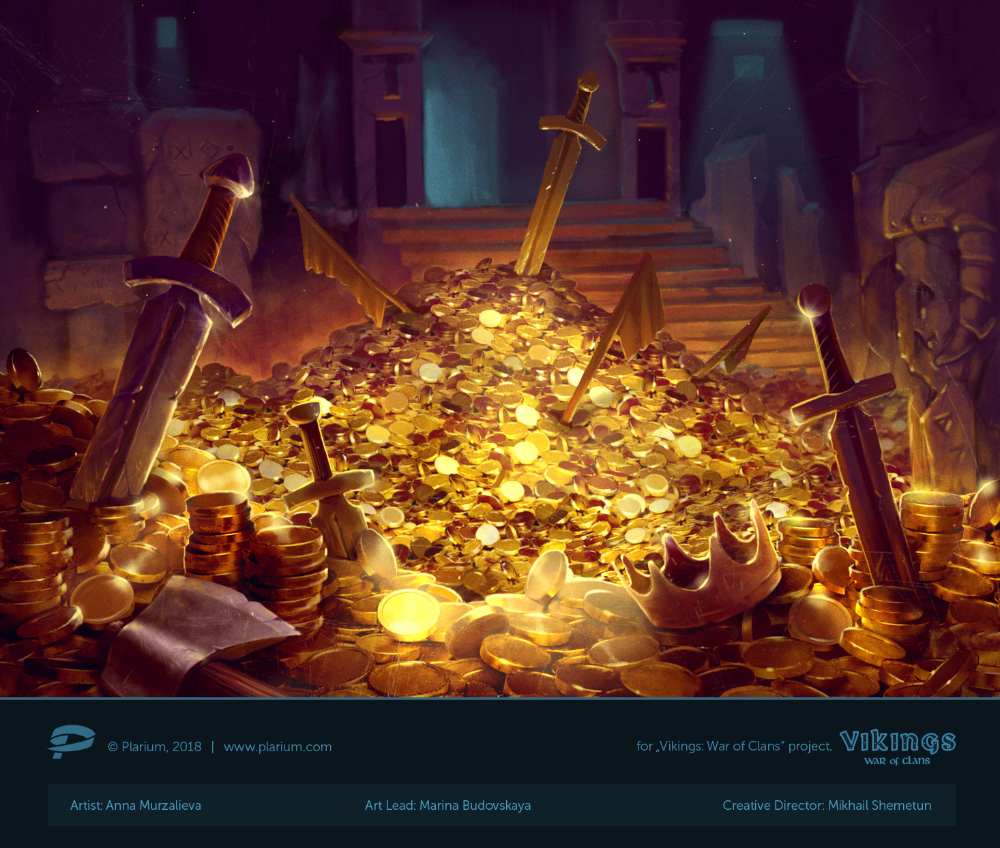 © Plarium, 2018 | www.plarium.com
for „Vikings: War of Clans” project.
Vikings
WAR of CLANS
Artist: Anna Murzalieva
Art Lead: Marina Budovskaya
Creative Director: Mikhail Shemetun